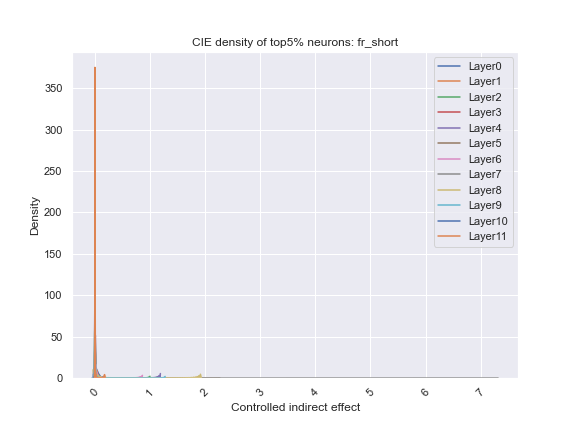 CIE density of top5% neurons: fr_short
Layer0
Layer1
Layer2
Layer3
Layer4
Layer5
Layer6
Layer7
Layer8
Layer9
Layer10
Layer11
Density
350
300
250
200
150
100
50
0
0 1 2 3 4 5 6 7
Controlled indirect effect